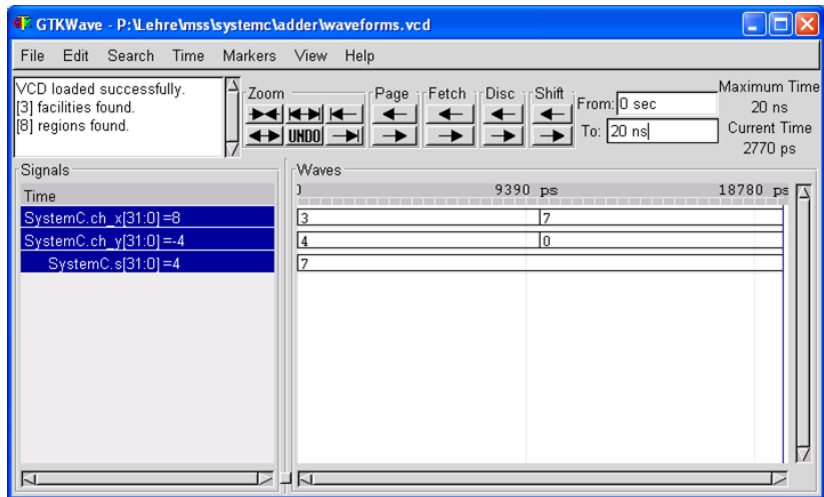 GTKWave - P:\Lehre\mss\systemc\adder\waveforms.vcd
File Edit Search Time Markers View Help
VCD loaded successfully.
[3] facilities found.
[8] regions found.
Zoom
UNDO
Page
Fetch
Disc
Shift
From: 0 sec
To: 20 ns
Maximum Time
20 ns
Current Time
2770 ps
Signals
Time
SystemC.ch_x[31:0]=8
SystemC.ch_y[31:0]=-4
SystemC.s[31:0]=4
Waves
9390 ps 18780 ps
3 7
4 0
7